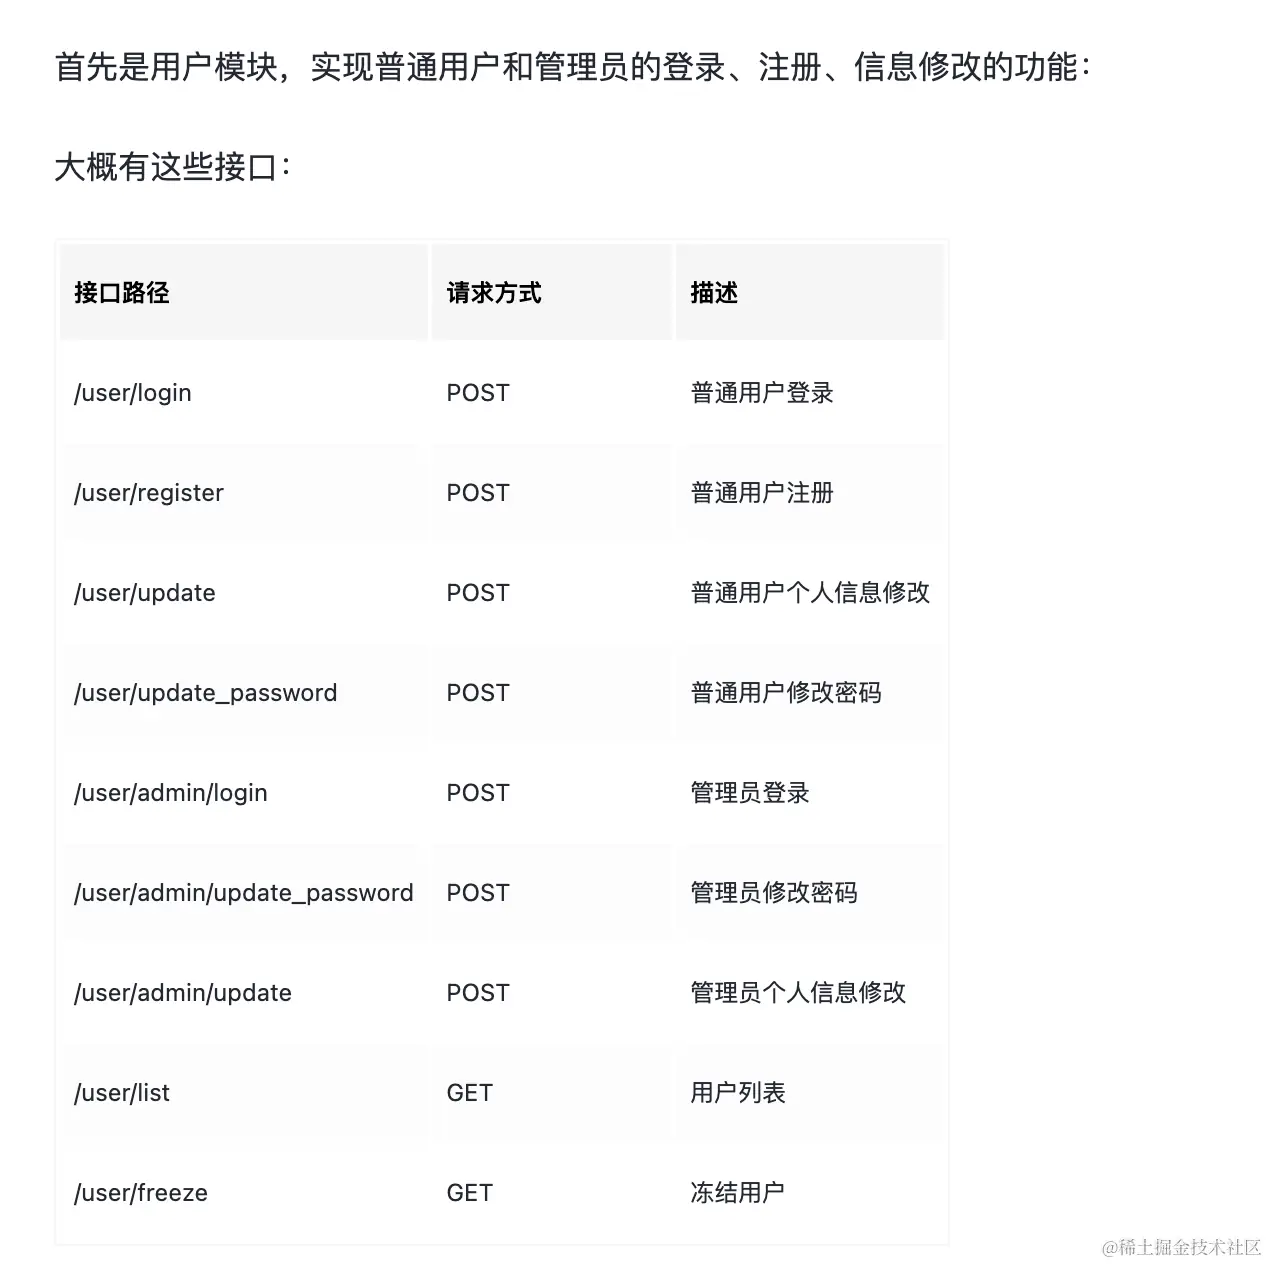 首先是用户模块，实现普通用户和管理员的登录、注册、信息修改的功能：
大概有这些接口：
接口路径 请求方式 描述
/user/login POST 普通用户登录
/user/register POST 普通用户注册
/user/update POST 普通用户个人信息修改
/user/update_password POST 普通用户修改密码
/user/admin/login POST 管理员登录
/user/admin/update_password POST 管理员修改密码
/user/admin/update POST 管理员个人信息修改
/user/list GET 用户列表
/user/freeze GET 冻结用户
@稀土掘金技术社区